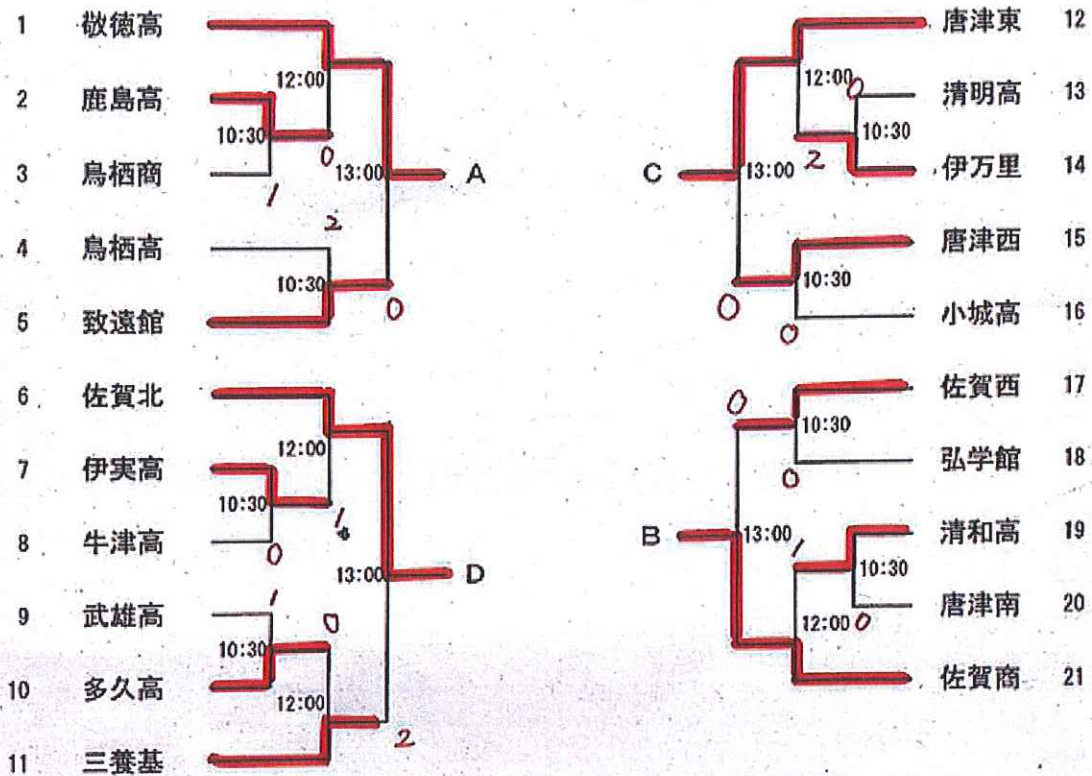 1 敬徳高
2 鹿島高
3 鳥栖商
4 鳥栖高
5 致遠館
6 佐賀北
7 伊実高
8 牛津高
9 武雄高
10 多久高
11 三養基
12:00
10:30
0
1
13:00
A
2
10:30
0
12:00
10:30
1
0
13:00
D
1
0
10:30
12:00
2
唐津東 12
清明高 13
伊万里 14
唐津西 15
小城高 16
佐賀西 17
弘学館 18
清和高 19
唐津南 20
佐賀商 21
12:00
0
10:30
2
C
13:00
10:30
0
0
0
10:30
0
B
13:00
1
10:30
12:00
0